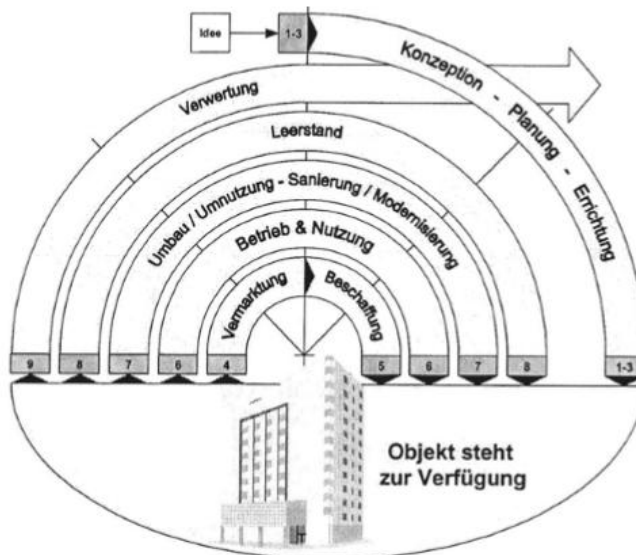 Idee
1-3
Konzeption - Planung - Errichtung
Verwertung
Leerstand
Umbau / Umnutzung - Sanierung / Modernisierung
Betrieb & Nutzung
Vermarktung
Beschaffung
9 8 7 6 4 5 6 7 8 1-3
Objekt steht
zur Verfügung